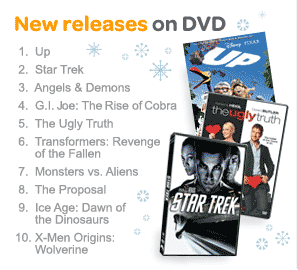 New releases on DVD
1. Up
2. Star Trek
3. Angels & Demons
4. G.I. Joe: The Rise of Cobra
5. The Ugly Truth
6. Transformers: Revenge
of the Fallen
7. Monsters vs. Aliens
8. The Proposal
9. Ice Age: Dawn of
the Dinosaurs
10. X-Men Origins:
Wolverine
Disney PIXAR
UP
the ugly truth
STAR TREK